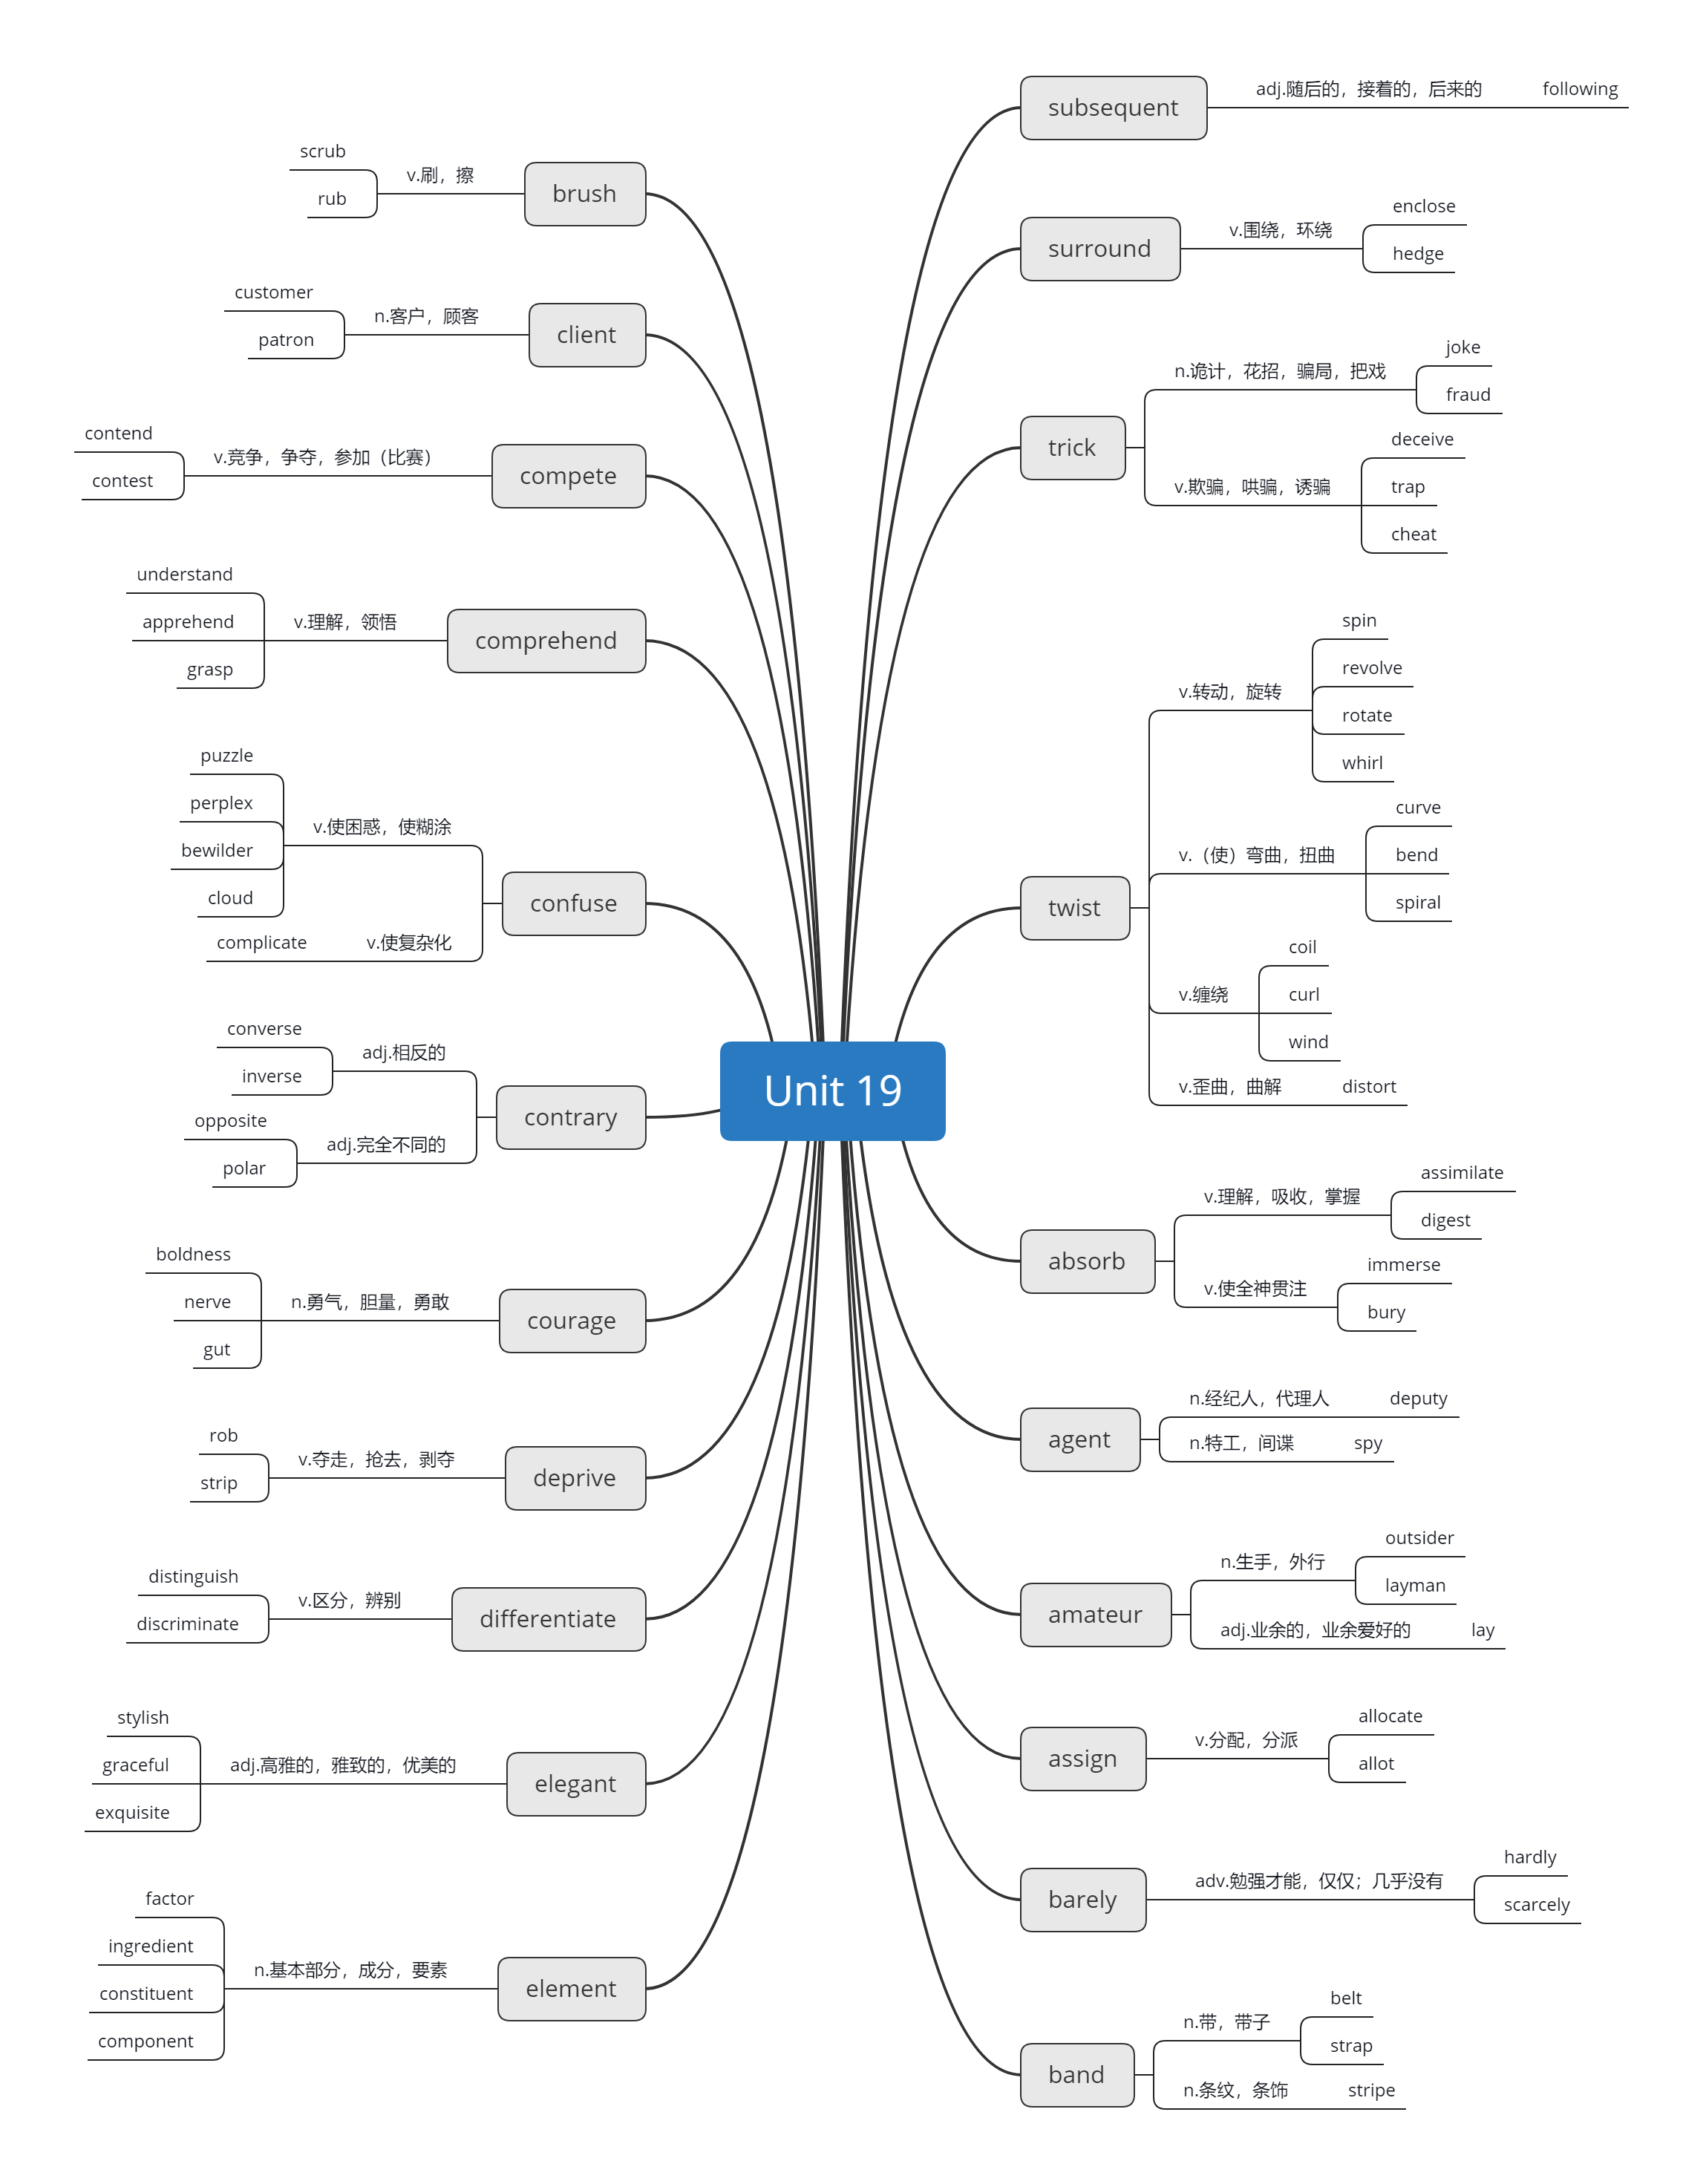 Unit 19
subsequent
adj.随后的，接着的，后来的
following
surround
v.围绕，环绕
enclose
hedge
trick
n.诡计，花招，骗局，把戏
joke
fraud
v.欺骗，哄骗，诱骗
deceive
trap
cheat
twist
v.转动，旋转
spin
revolve
rotate
whirl
v.（使）弯曲，扭曲
curve
bend
spiral
v.缠绕
coil
curl
wind
v.歪曲，曲解
distort
absorb
v.理解，吸收，掌握
assimilate
digest
v.使全神贯注
immerse
bury
agent
n.经纪人，代理人
deputy
n.特工，间谍
spy
amateur
n.生手，外行
outsider
layman
adj.业余的，业余爱好的
lay
assign
v.分配，分派
allocate
allot
barely
adv.勉强才能，仅仅；几乎没有
hardly
scarcely
band
n.带，带子
belt
strap
n.条纹，条饰
stripe
brush
v.刷，擦
scrub
rub
client
n.客户，顾客
customer
patron
compete
v.竞争，争夺，参加（比赛）
contend
contest
comprehend
v.理解，领悟
understand
apprehend
grasp
confuse
v.使困惑，使糊涂
puzzle
perplex
bewilder
cloud
v.使复杂化
complicate
contrary
adj.相反的
converse
inverse
adj.完全不同的
opposite
polar
courage
n.勇气，胆量，勇敢
boldness
nerve
gut
deprive
v.夺走，抢去，剥夺
rob
strip
differentiate
v.区分，辨别
distinguish
discriminate
elegant
adj.高雅的，雅致的，优美的
stylish
graceful
exquisite
element
n.基本部分，成分，要素
factor
ingredient
constituent
component